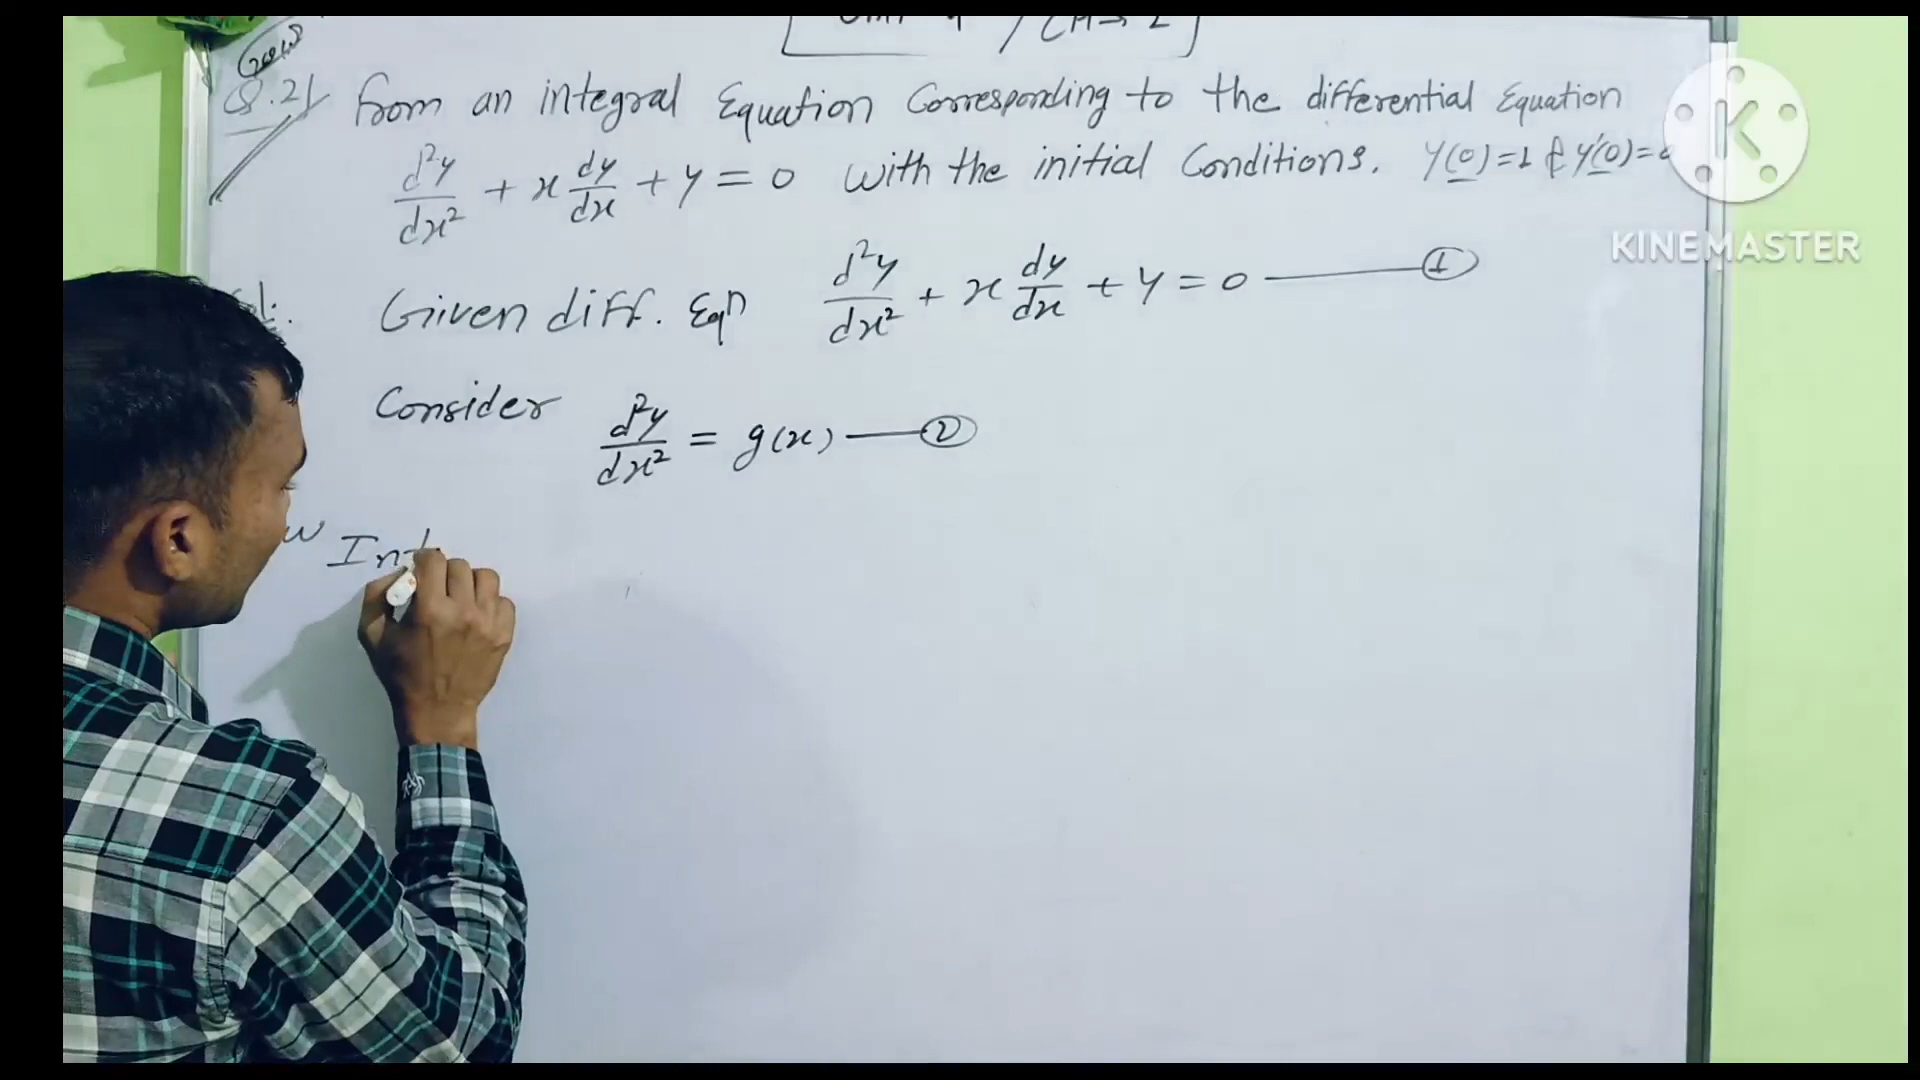 Q.2) From an integral Equation Corresponding to the differential Equation
d²y/dx² + x dy/dx + y = 0 with the initial Conditions. y(0)=1 & y'(0)=
Given diff. Eqn d²y/dx² + x dy/dx + y = 0 —— ①
Consider d²y/dx² = g(x) —— ②
Int
K
KINEMASTER